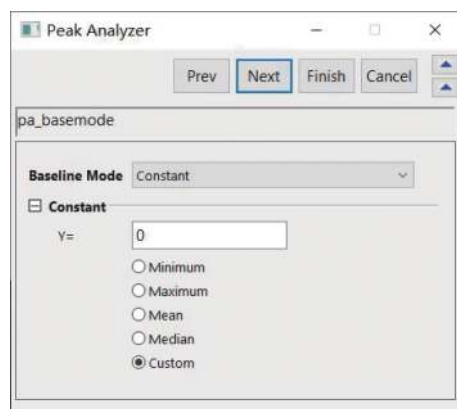 Peak Analyzer
Prev Next Finish Cancel
pa_basemode
Baseline Mode Constant
Constant
Y= 0
Minimum
Maximum
Mean
Median
Custom